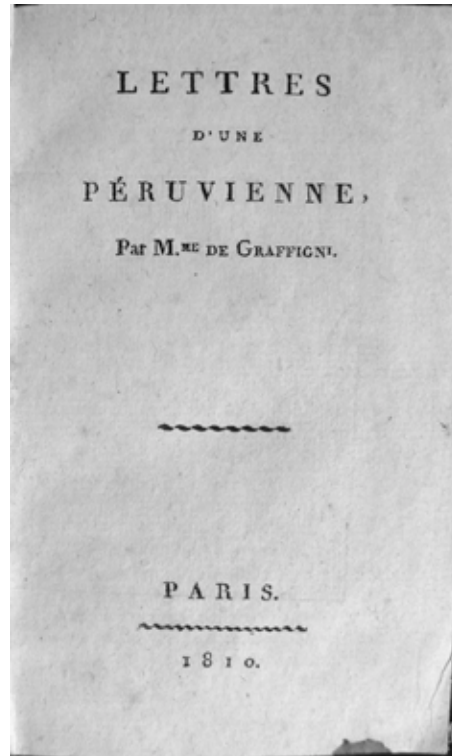 LETTRES
D'UNE
PÉRUVIENNE,
Par M.ME DE GRAFFIGNI.
PARIS.
1810.